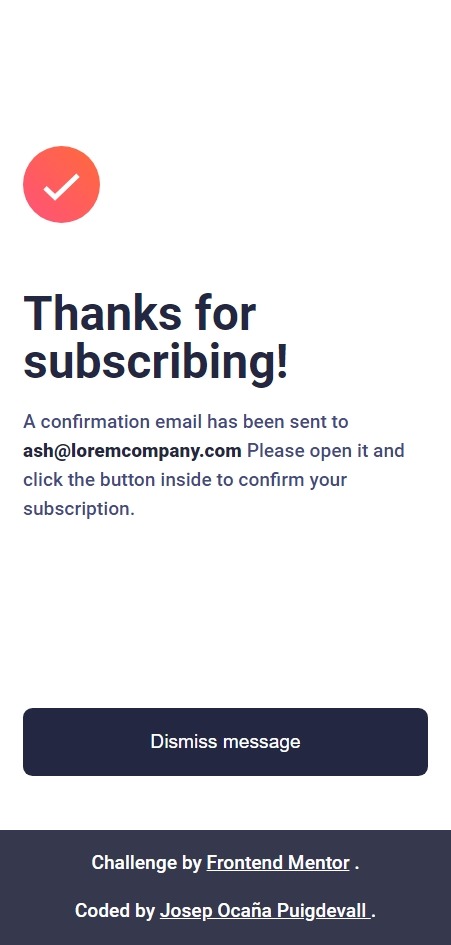 Thanks for
subscribing!
A confirmation email has been sent to
ash@loremcompany.com Please open it and
click the button inside to confirm your
subscription.
Dismiss message
Challenge by Frontend Mentor .
Coded by Josep Ocaña Puigdevall .